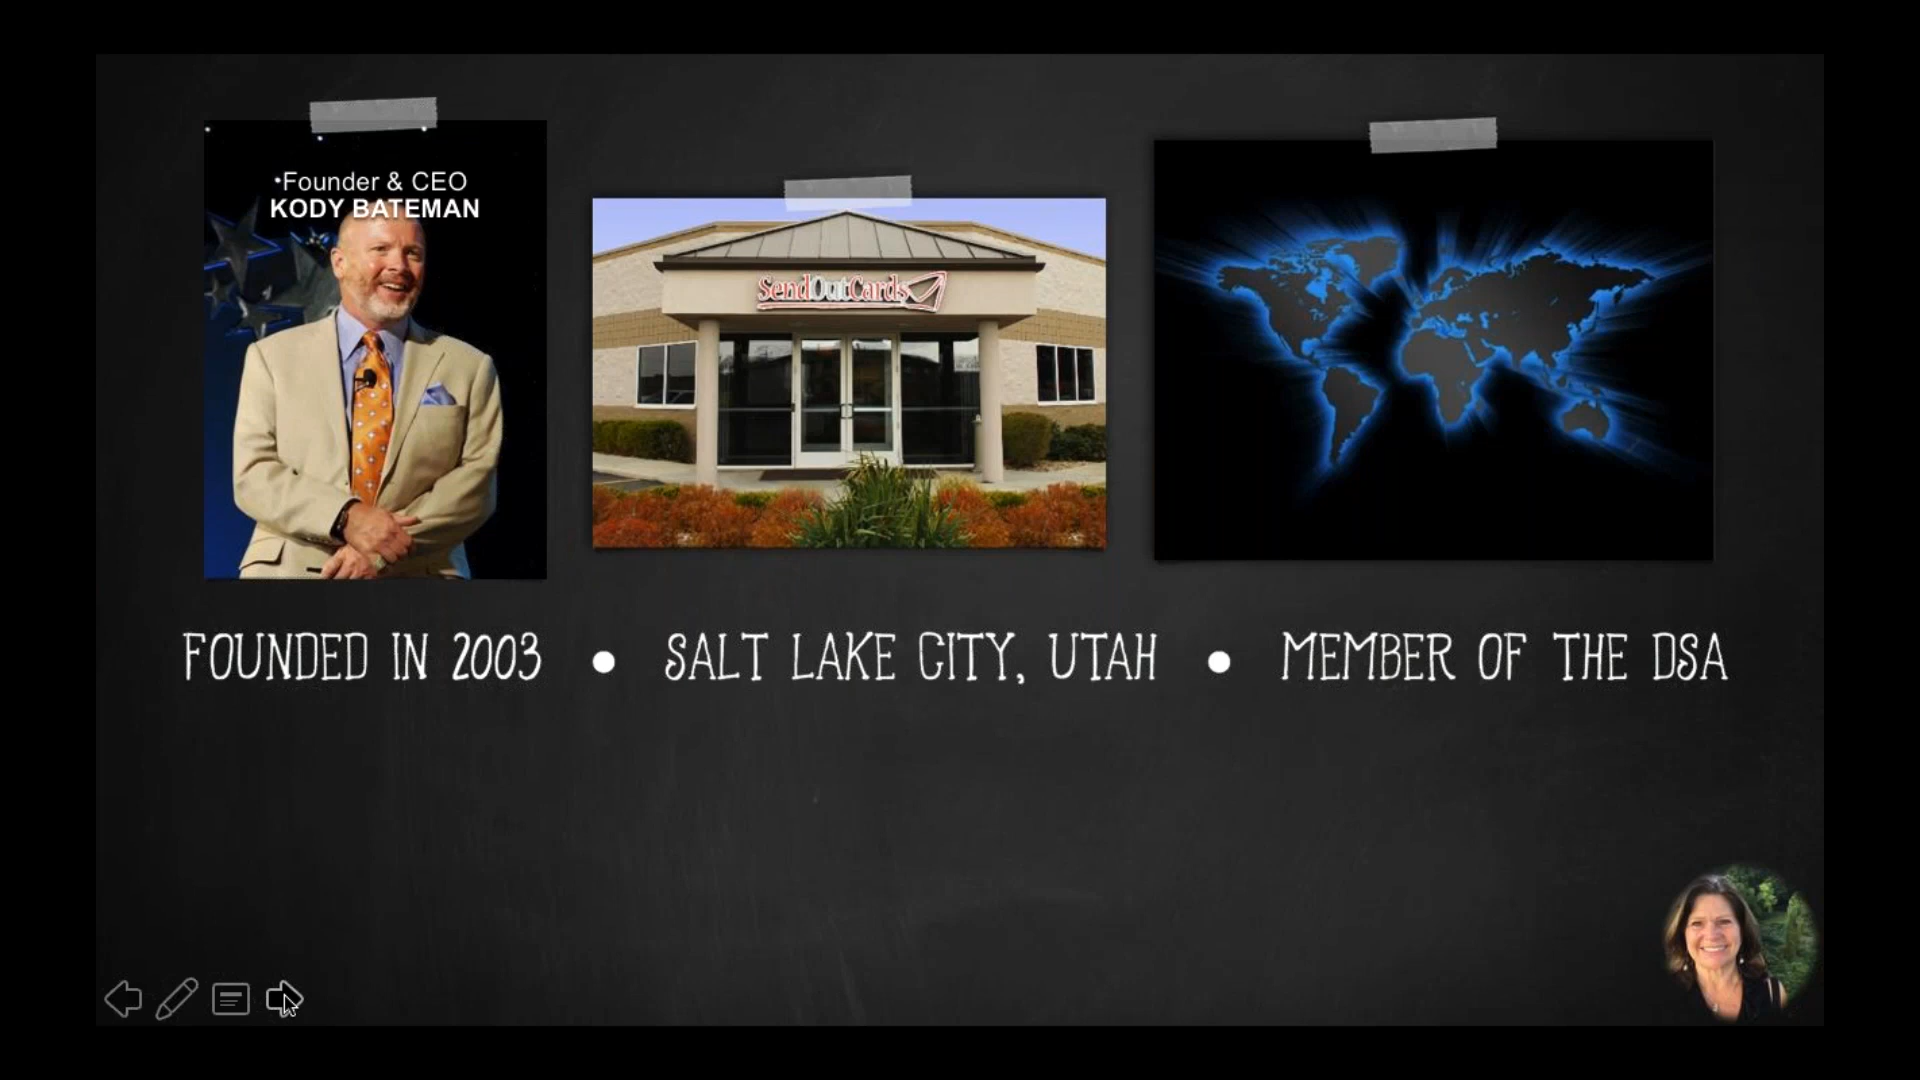 •Founder & CEO
KODY BATEMAN
SendOutCards
FOUNDED IN 2003 • SALT LAKE CITY, UTAH • MEMBER OF THE DSA